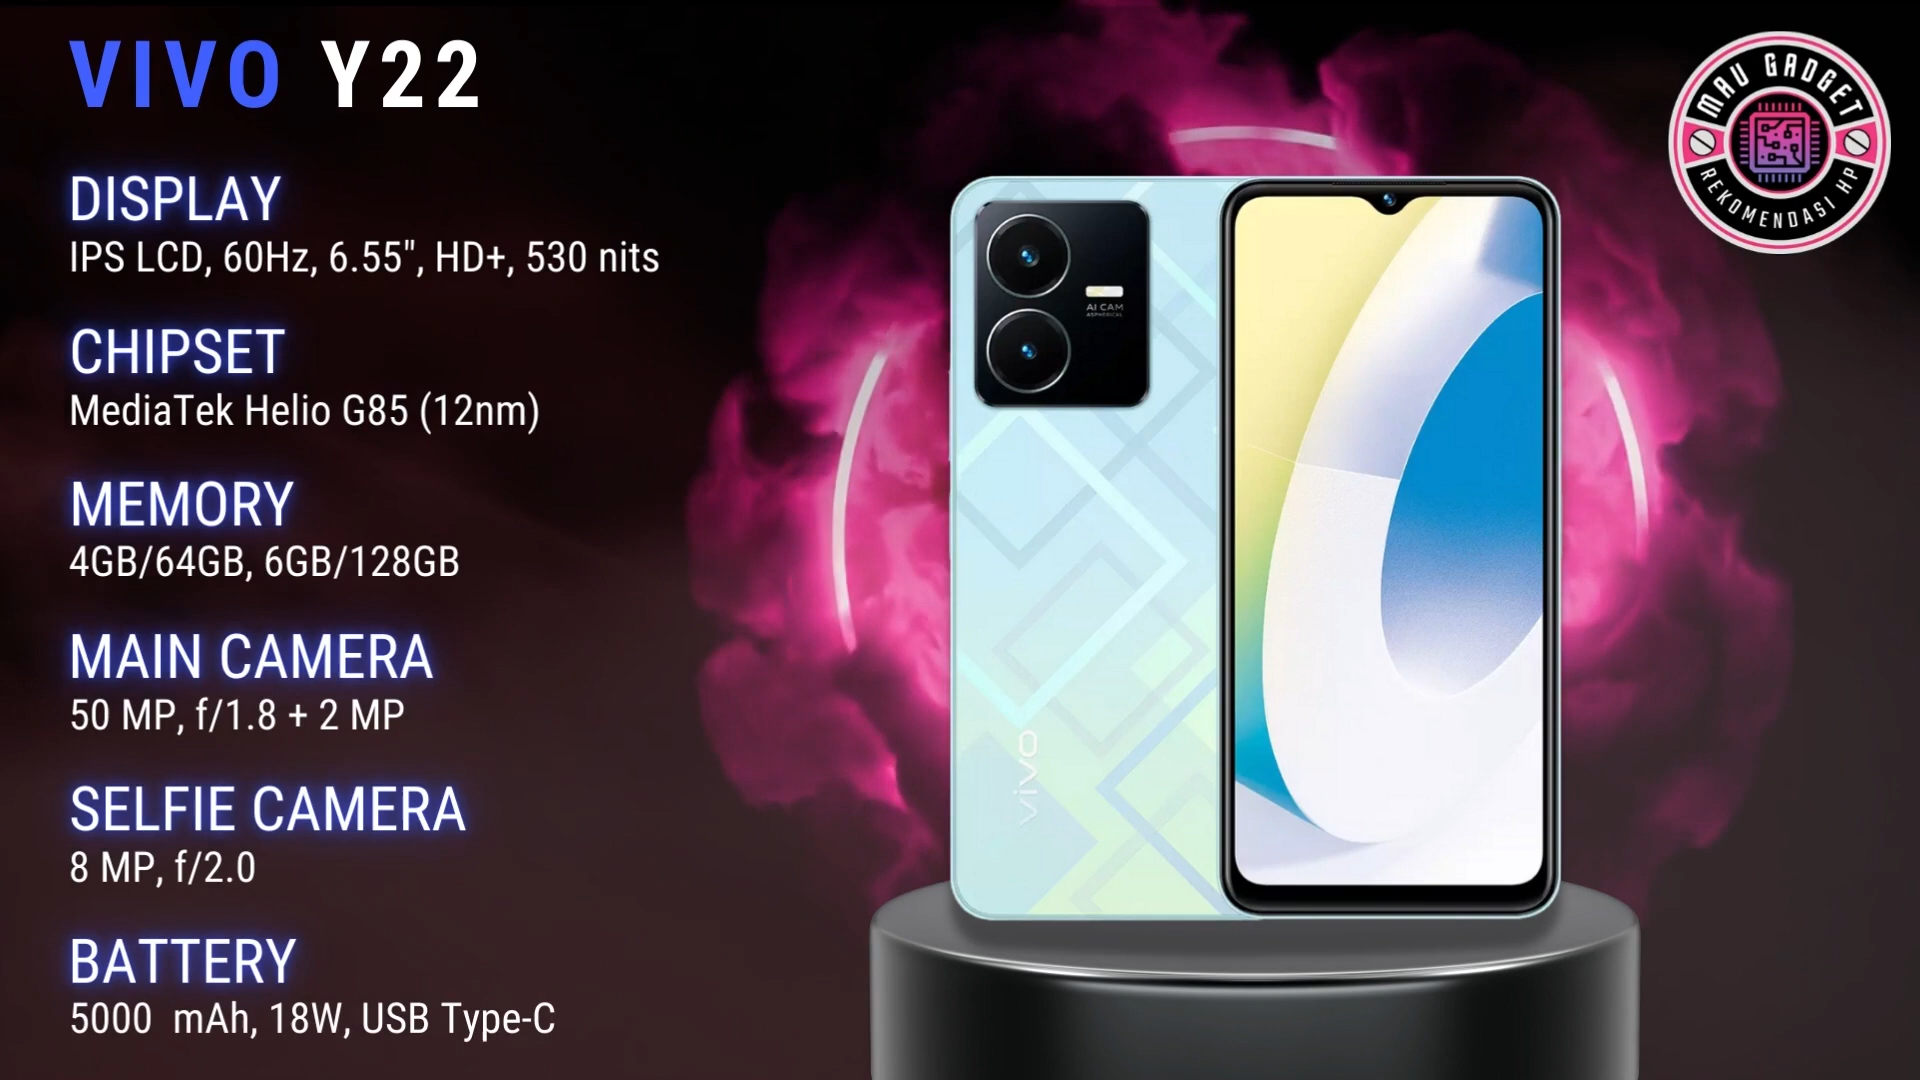 VIVO Y22
DISPLAY
IPS LCD, 60Hz, 6.55", HD+, 530 nits
CHIPSET
MediaTek Helio G85 (12nm)
MEMORY
4GB/64GB, 6GB/128GB
MAIN CAMERA
50 MP, f/1.8 + 2 MP
SELFIE CAMERA
8 MP, f/2.0
BATTERY
5000 mAh, 18W, USB Type-C
AI CAM
ASPHERICAL
vivo
MAU GADGET
REKOMENDASI HP